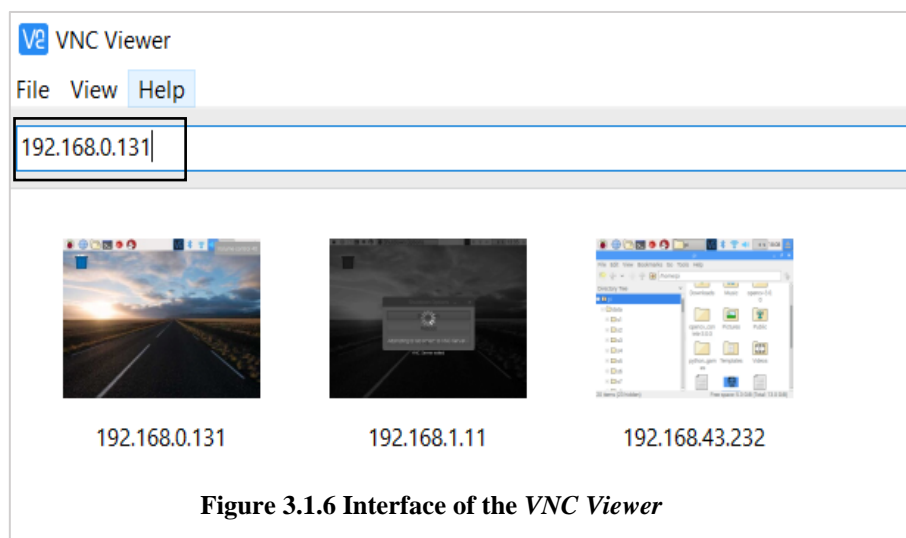 VNC Viewer
File View Help
192.168.0.131
192.168.0.131
192.168.1.11
192.168.43.232
Figure 3.1.6 Interface of the VNC Viewer